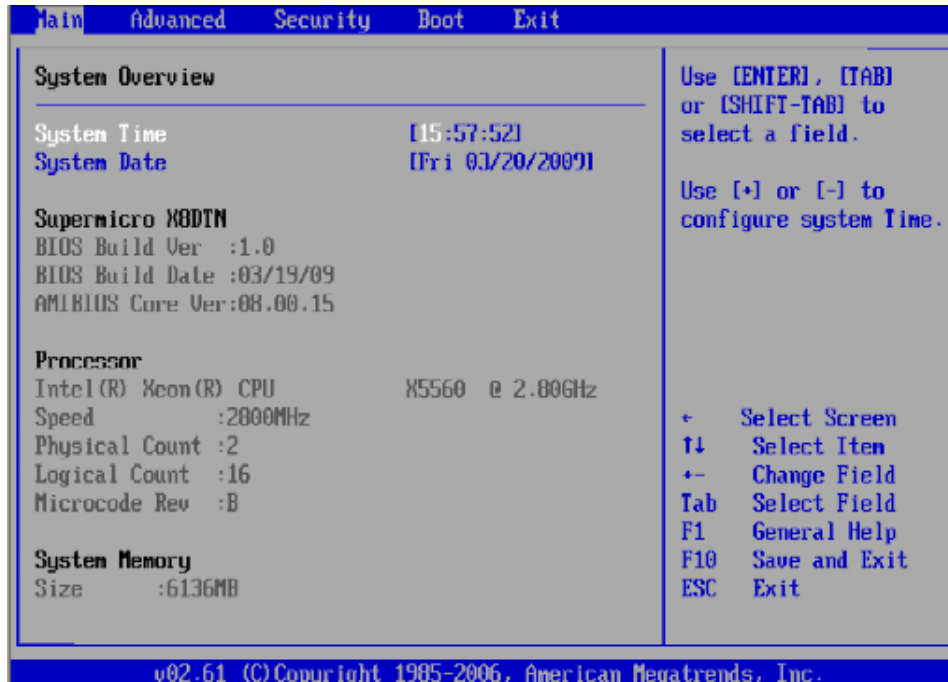 Main Advanced Security Boot Exit
System Overview
System Time [15:57:52]
System Date [Fri 03/20/2009]
Supermicro X8DTN
BIOS Build Ver :1.0
BIOS Build Date :03/19/09
AMIBIOS Core Ver:08.00.15
Processor
Intel(R) Xeon(R) CPU X5560 @ 2.80GHz
Speed :2800MHz
Physical Count :2
Logical Count :16
Microcode Rev :B
System Memory
Size :6136MB
Use [ENTER], [TAB]
or [SHIFT-TAB] to
select a field.
Use [+] or [-] to
configure system Time.
← Select Screen
↑↓ Select Item
+- Change Field
Tab Select Field
F1 General Help
F10 Save and Exit
ESC Exit
v02.61 (C)Copyright 1985-2006, American Megatrends, Inc.